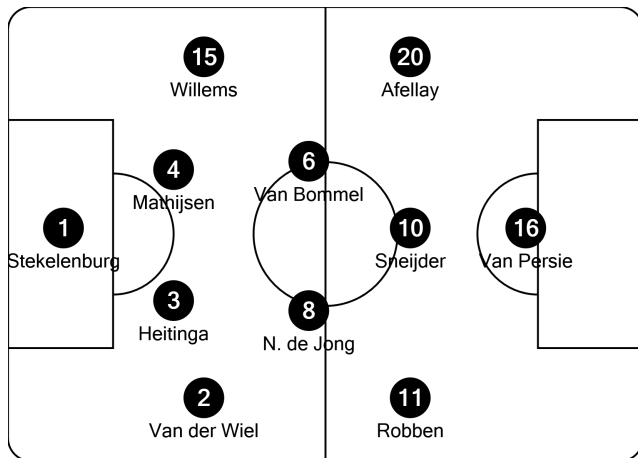 15
Willems
20
Afellay
4
Mathijsen
6
Van Bommel
1
Stekelenburg
10
Sneijder
16
Van Persie
3
Heitinga
8
N. de Jong
2
Van der Wiel
11
Robben